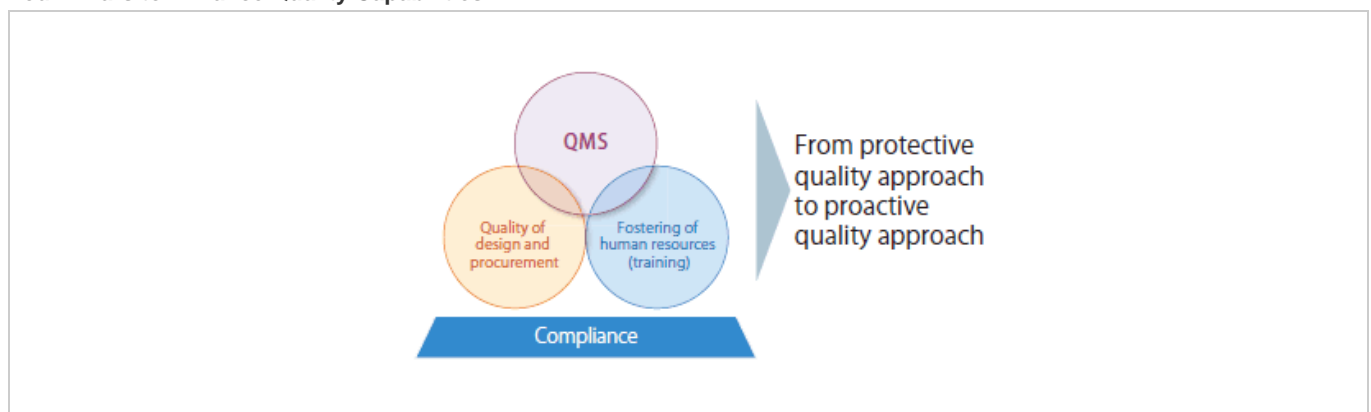 QMS
Quality of
design and
procurement
Fostering of
human resources
(training)
Compliance
From protective
quality approach
to proactive
quality approach